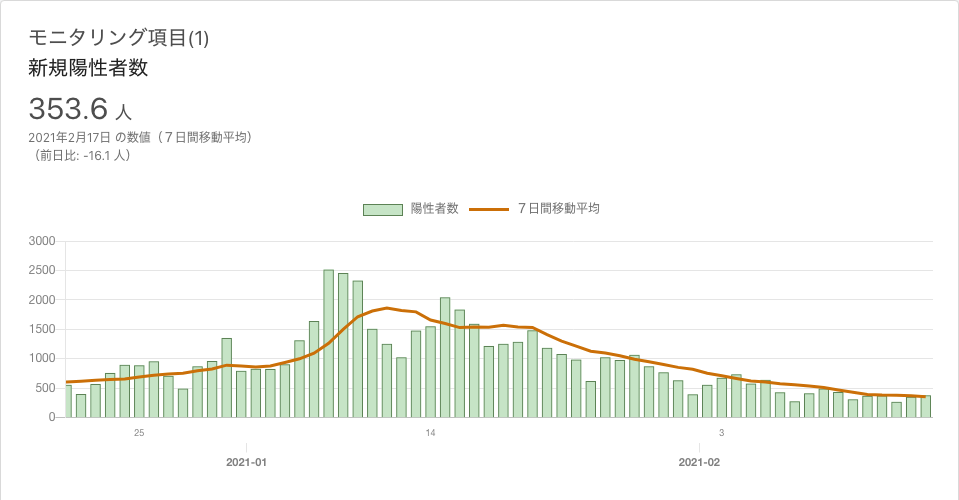 モニタリング項目(1)
新規陽性者数
353.6 人
2021年2月17日 の数値（７日間移動平均）
（前日比: -16.1 人）
陽性者数 ７日間移動平均
3000
2500
2000
1500
1000
500
0
25 14 3
2021-01 2021-02